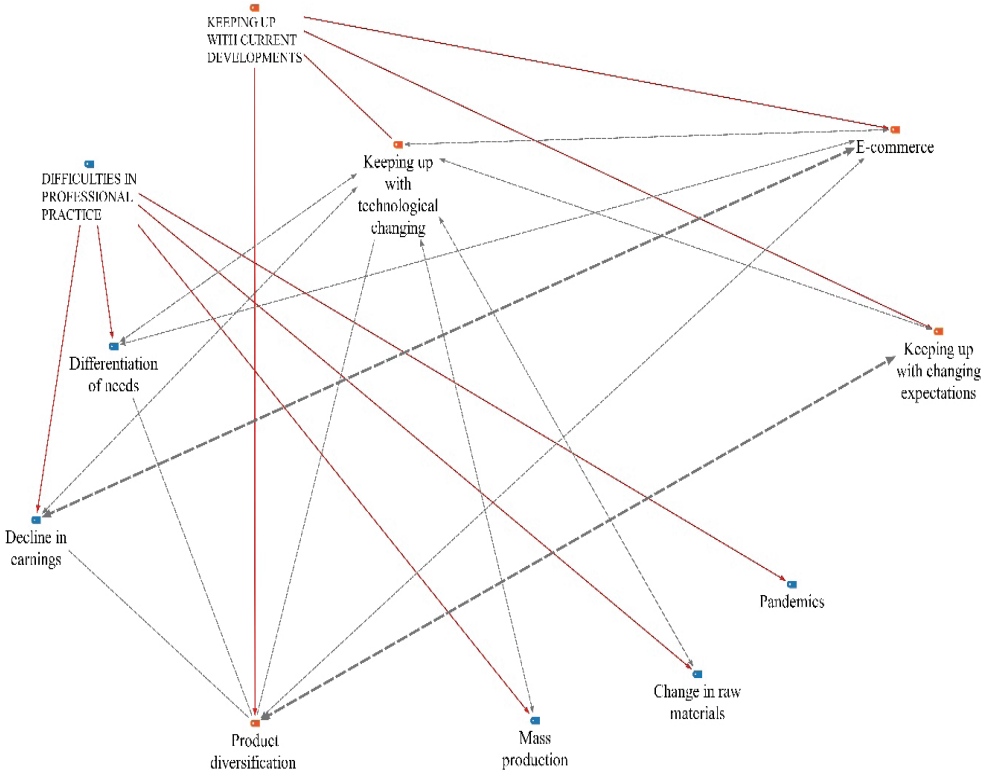 KEEPING UP
WITH CURRENT
DEVELOPMENTS
E-commerce
Keeping up
with
technological
changing
DIFFICULTIES IN
PROFESSIONAL
PRACTICE
Differentiation
of needs
Keeping up
with changing
expectations
Decline in
earnings
Pandemics
Change in raw
materials
Product
diversification
Mass
production